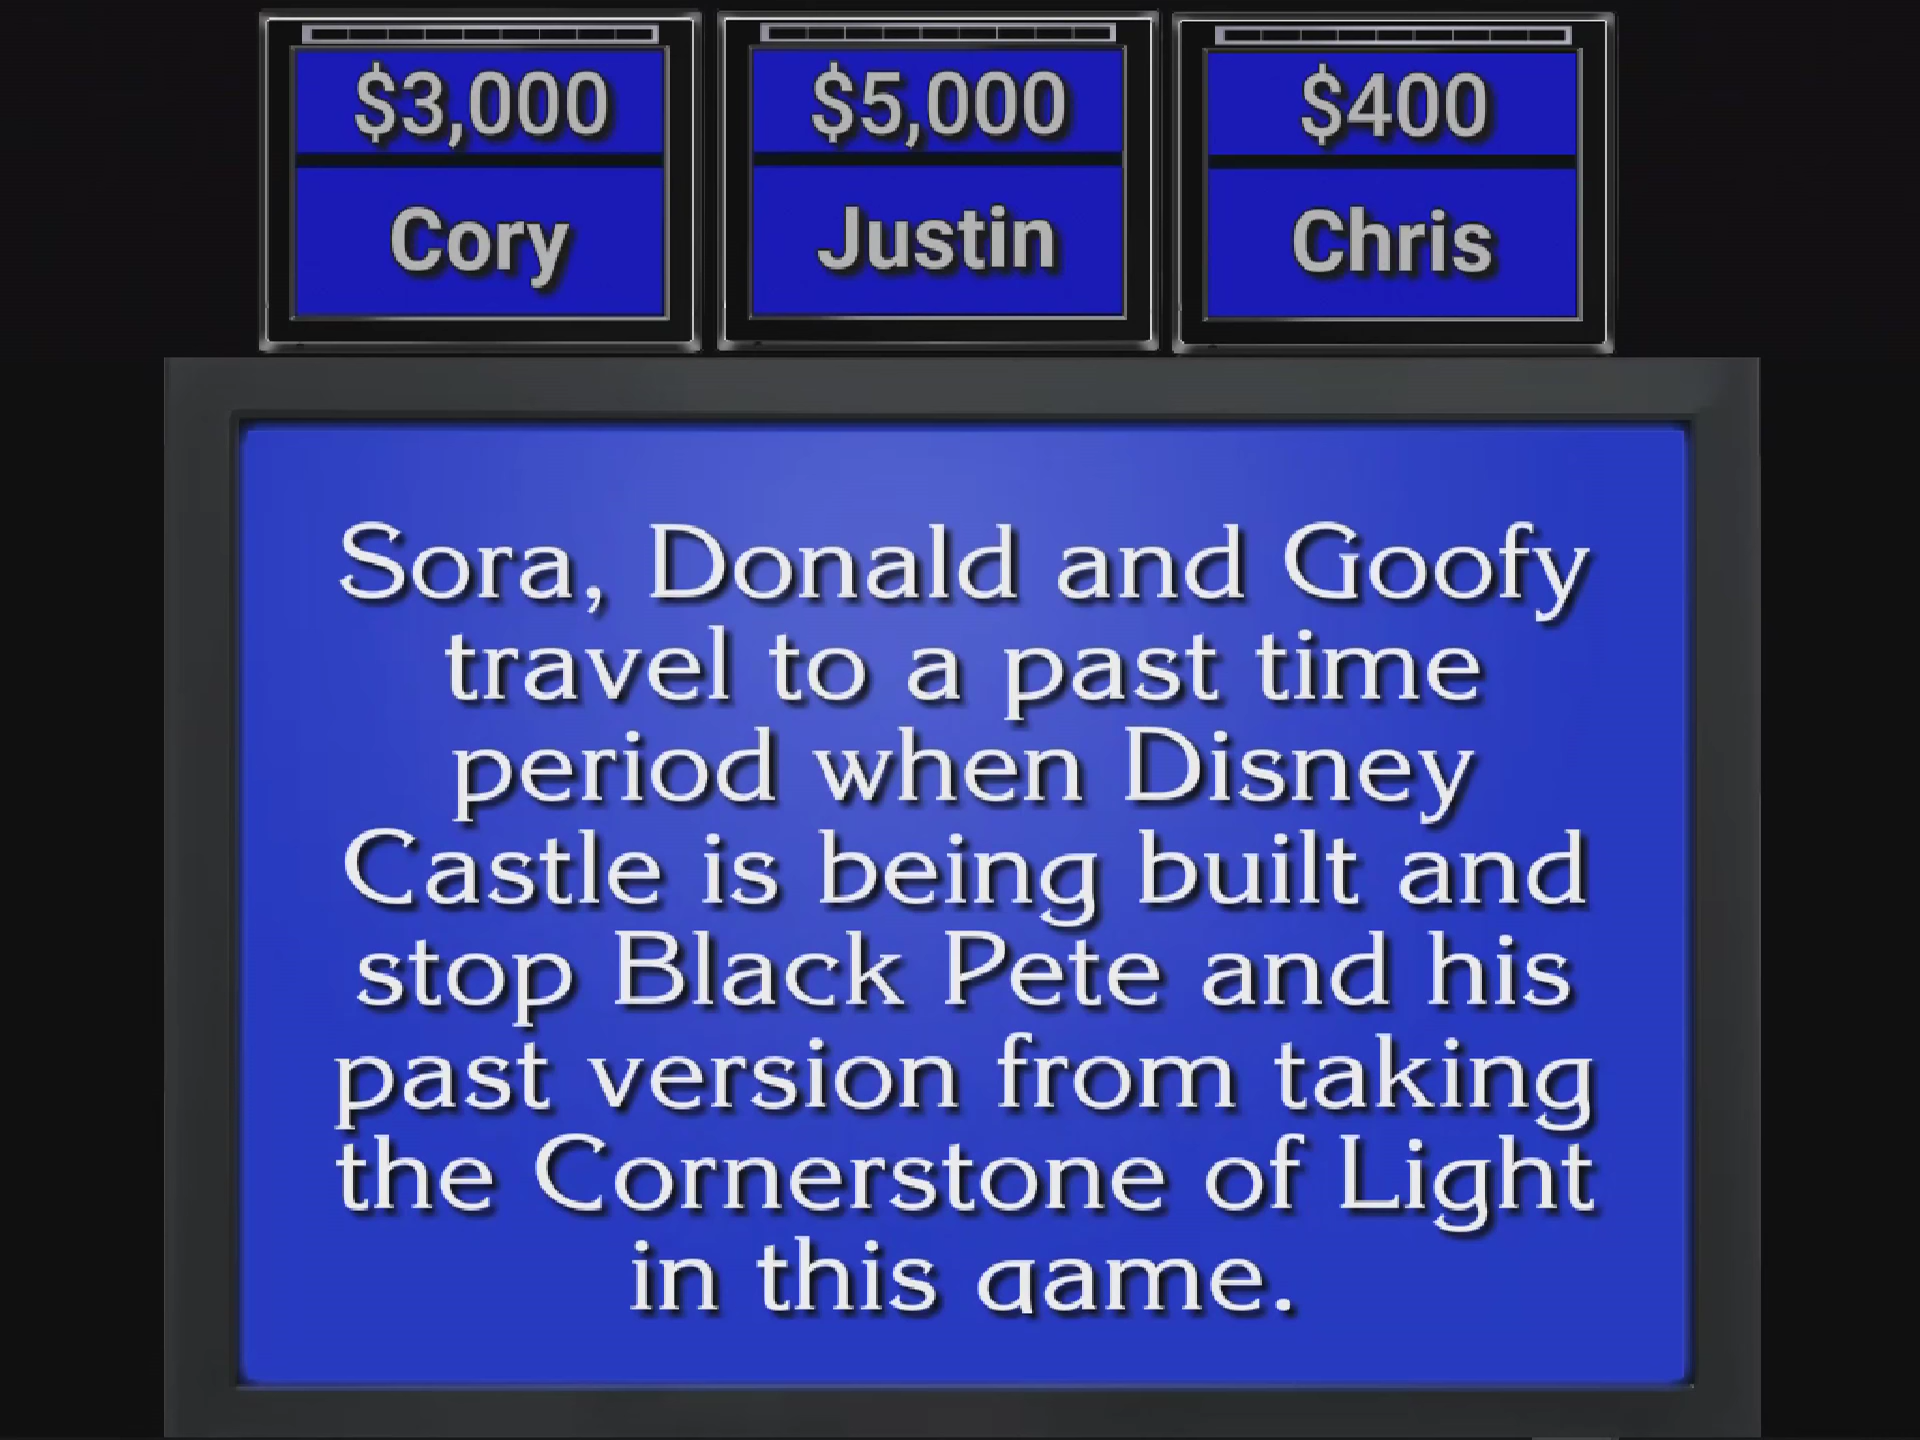 $3,000
Cory
$5,000
Justin
$400
Chris
Sora, Donald and Goofy
travel to a past time
period when Disney
Castle is being built and
stop Black Pete and his
past version from taking
the Cornerstone of Light
in this game.